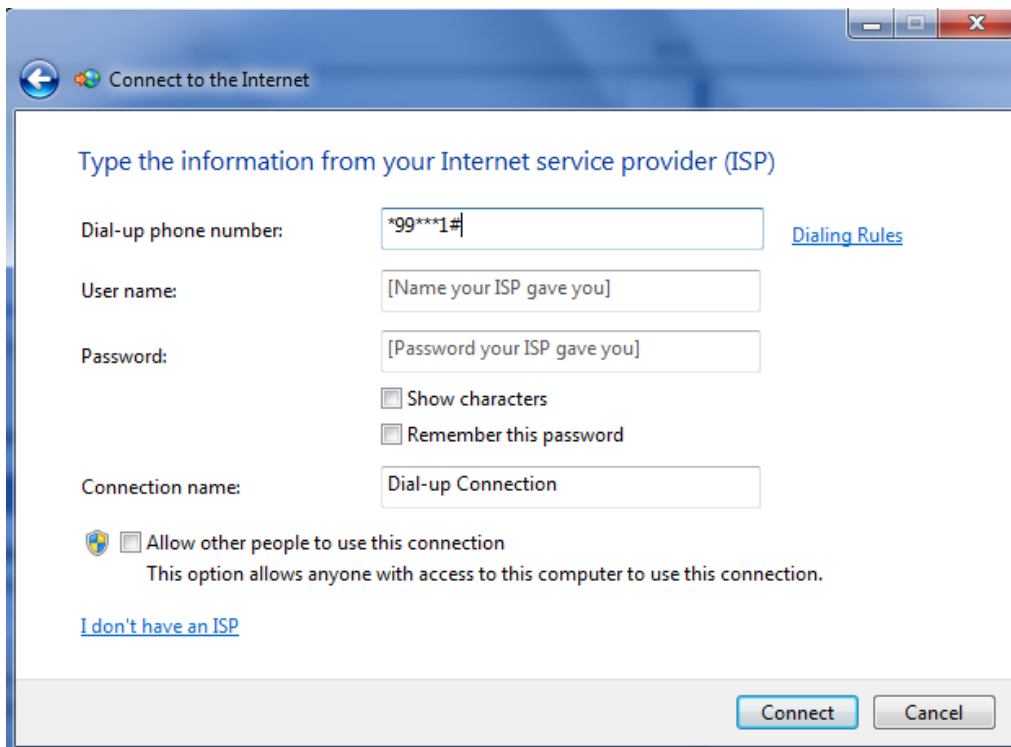 Connect to the Internet
Type the information from your Internet service provider (ISP)
Dial-up phone number: *99***1# Dialing Rules
User name: [Name your ISP gave you]
Password: [Password your ISP gave you]
Show characters
Remember this password
Connection name: Dial-up Connection
Allow other people to use this connection
This option allows anyone with access to this computer to use this connection.
I don't have an ISP
Connect Cancel